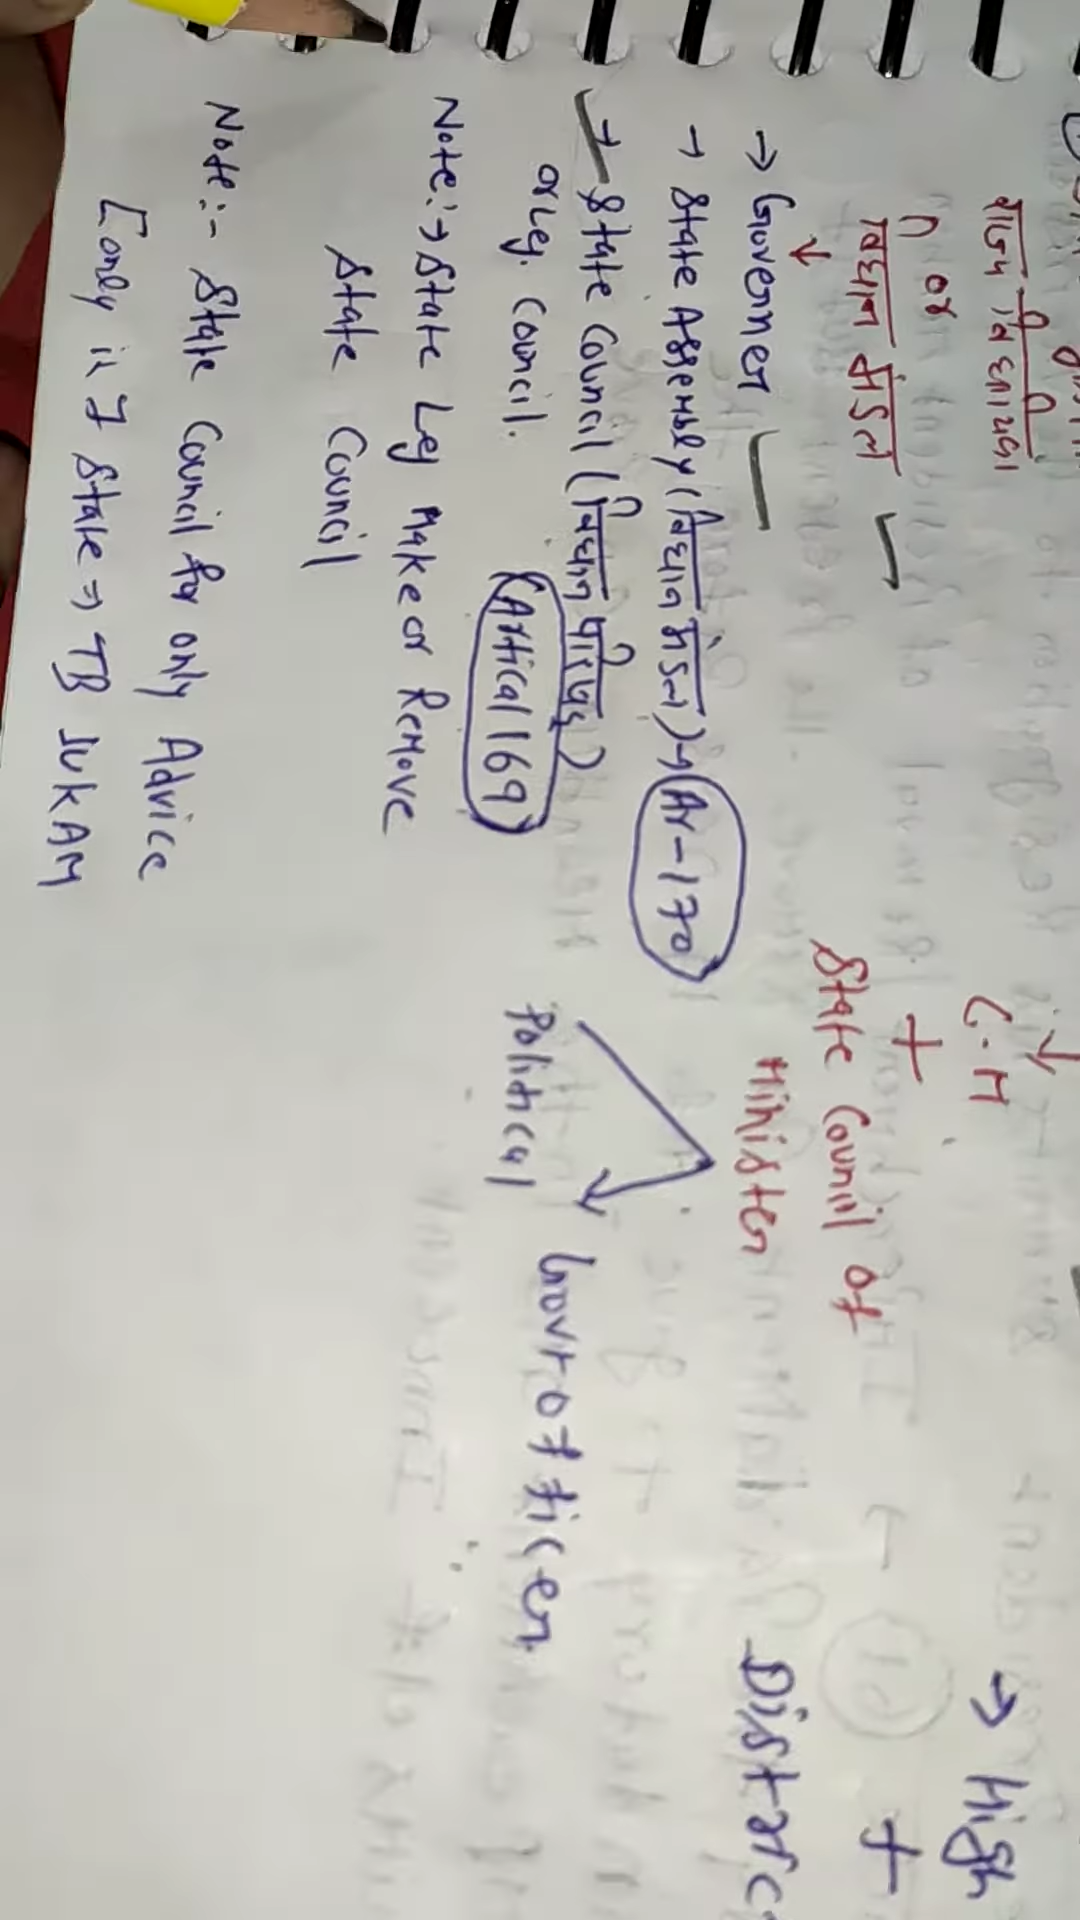 राज्य विधायिका
or
विधान मंडल
→ Governer
→ State Assembly (विधान मंडल) → Ar-170
→ State Council (विधान परिषद)
or Leg. Council. (Artical 169)
Note:→ State Leg Make or Remove
State Council
Note:- State Council for only Advice
[only in 7 State ⇒ TB JUKAM
C.M
+
State Council of
Minister
Political
Govt officer
→ High
+